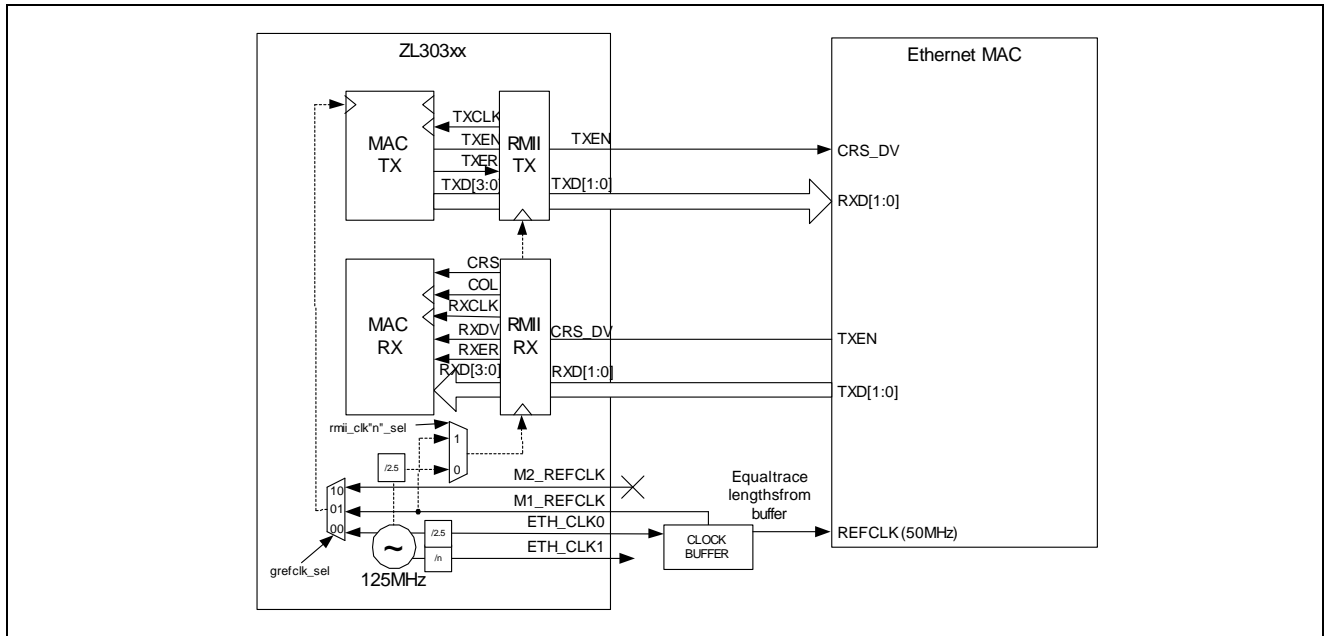 ZL303xx
Ethernet MAC
MAC
TX
TXCLK
TXEN
TXER
TXD[3:0]
RMII
TX
TXEN
TXD[1:0]
CRS_DV
RXD[1:0]
MAC
RX
CRS
COL
RXCLK
RXDV
RXER
RXD[3:0]
RMII
RX
CRS_DV
RXD[1:0]
TXEN
TXD[1:0]
rmii_clk"n"_sel
1
0
/2.5
10
01
00
grefclk_sel
~
125MHz
/2.5
/n
M2_REFCLK
M1_REFCLK
ETH_CLK0
ETH_CLK1
CLOCK
BUFFER
Equaltrace
lengthsfrom
buffer
REFCLK (50MHz)